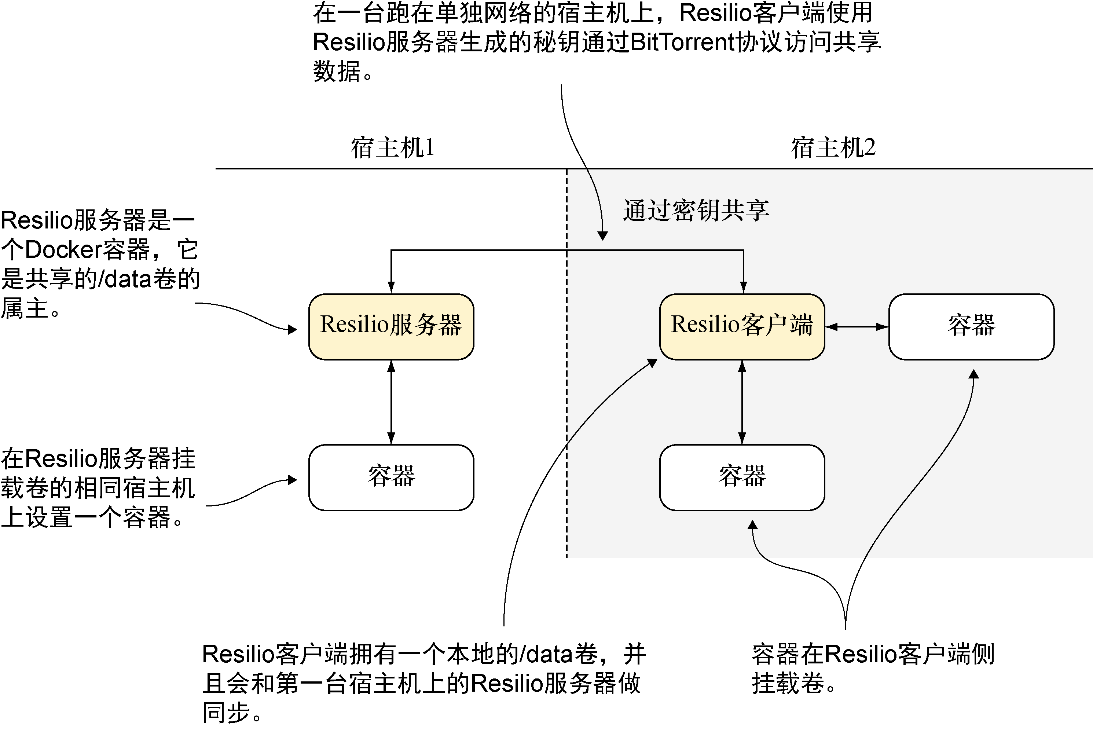 在一台跑在单独网络的宿主机上，Resilio客户端使用
Resilio服务器生成的秘钥通过BitTorrent协议访问共享
数据。
宿主机1
宿主机2
通过密钥共享
Resilio服务器是一
个Docker容器，它
是共享的/data卷的
属主。
Resilio服务器
Resilio客户端
容器
在Resilio服务器挂
载卷的相同宿主机
上设置一个容器。
容器
容器
Resilio客户端拥有一个本地的/data卷，并
且会和第一台宿主机上的Resilio服务器做
同步。
容器在Resilio客户端侧
挂载卷。